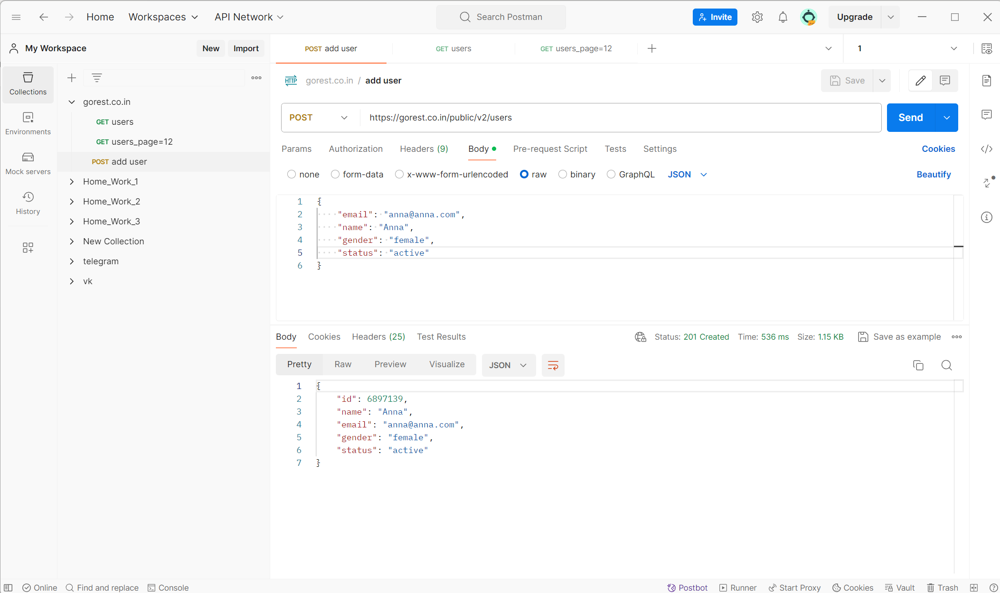 Home Workspaces API Network Search Postman Invite Upgrade
My Workspace New Import POST add user GET users GET users_page=12 1
Collections
Environments
Mock servers
History
gorest.co.in
GET users
GET users_page=12
POST add user
Home_Work_1
Home_Work_2
Home_Work_3
New Collection
telegram
vk
HTTP gorest.co.in / add user Save
POST https://gorest.co.in/public/v2/users Send
Params Authorization Headers (9) Body Pre-request Script Tests Settings Cookies
none form-data x-www-form-urlencoded raw binary GraphQL JSON Beautify
1 {
2 "email": "anna@anna.com",
3 "name": "Anna",
4 "gender": "female",
5 "status": "active"
6 }
Body Cookies Headers (25) Test Results Status: 201 Created Time: 536 ms Size: 1.15 KB Save as example
Pretty Raw Preview Visualize JSON
1 {
2 "id": 6897139,
3 "name": "Anna",
4 "email": "anna@anna.com",
5 "gender": "female",
6 "status": "active"
7 }
Online Find and replace Console Postbot Runner Start Proxy Cookies Vault Trash